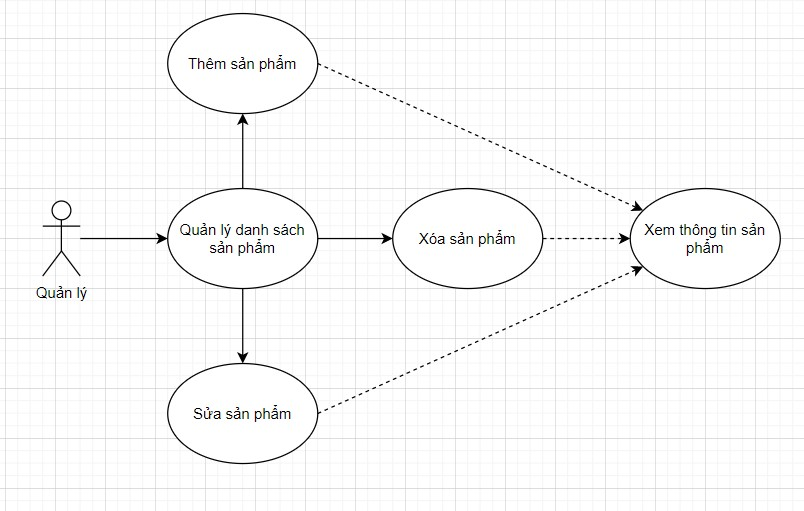 Thêm sản phẩm
Quản lý danh sách
sản phẩm
Xóa sản phẩm
Xem thông tin sản
phẩm
Quản lý
Sửa sản phẩm